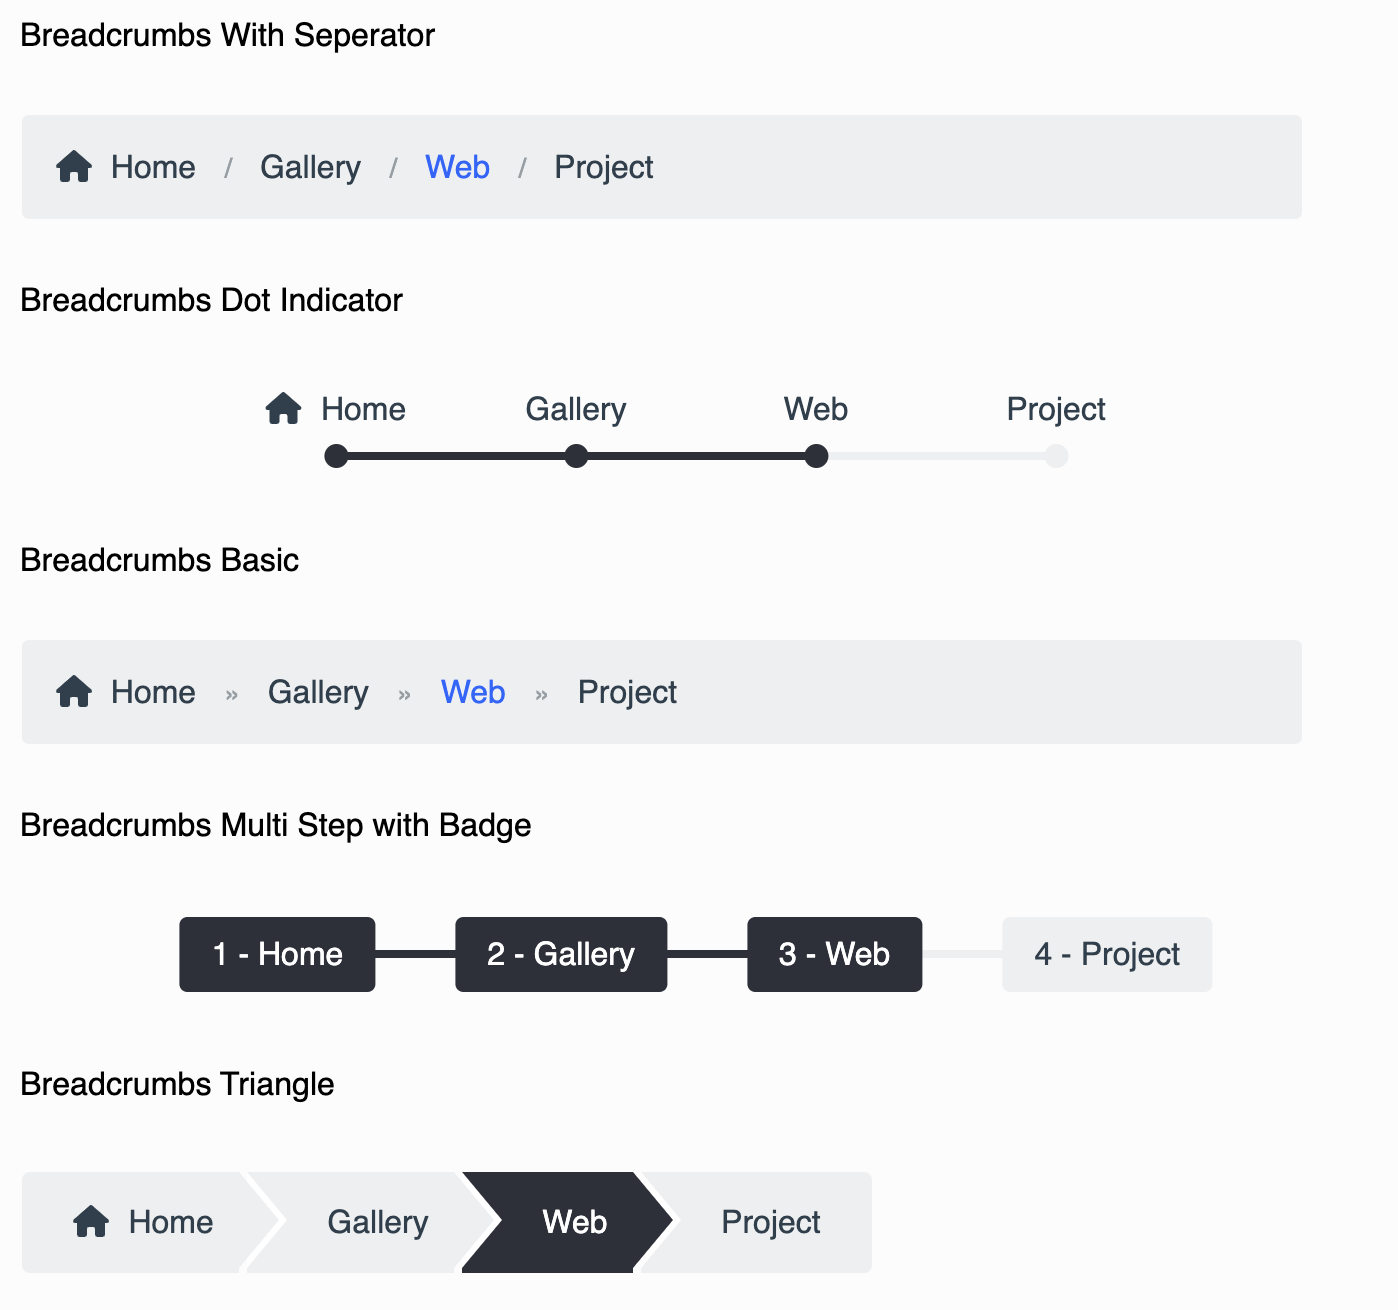 Breadcrumbs With Seperator
Home / Gallery / Web / Project
Breadcrumbs Dot Indicator
Home Gallery Web Project
Breadcrumbs Basic
Home » Gallery » Web » Project
Breadcrumbs Multi Step with Badge
1 - Home 2 - Gallery 3 - Web 4 - Project
Breadcrumbs Triangle
Home Gallery Web Project